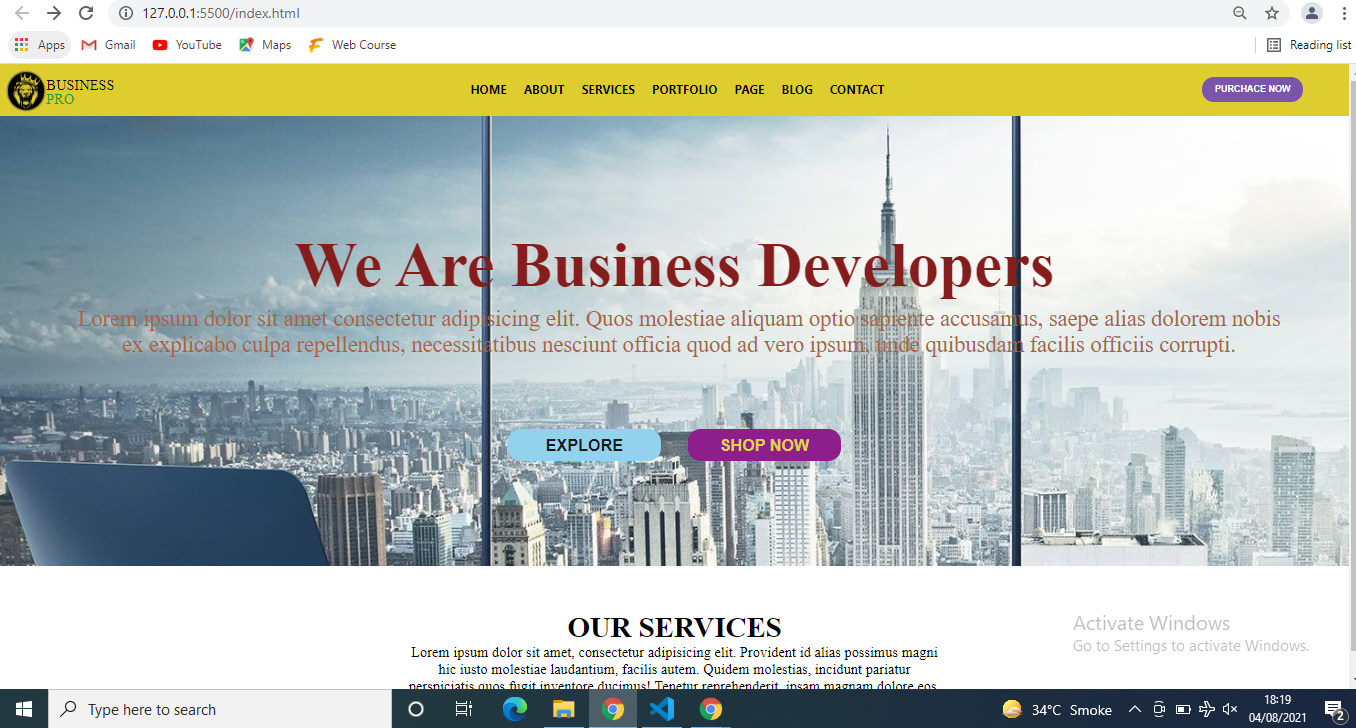 127.0.0.1:5500/index.html
Apps Gmail YouTube Maps Web Course Reading list
BUSINESS
PRO
HOME ABOUT SERVICES PORTFOLIO PAGE BLOG CONTACT
PURCHACE NOW
We Are Business Developers
Lorem ipsum dolor sit amet consectetur adipisicing elit. Quos molestiae aliquam optio sapiente accusamus, saepe alias dolorem nobis
ex explicabo culpa repellendus, necessitatibus nesciunt officia quod ad vero ipsum, unde quibusdam facilis officiis corrupti.
EXPLORE SHOP NOW
OUR SERVICES
Lorem ipsum dolor sit amet, consectetur adipisicing elit. Provident id alias possimus magni
hic iusto molestiae laudantium, facilis autem. Quidem molestias, incidunt pariatur
perspiciatis quos fugit inventore ducimus! Tenetur reprehenderit, ipsam magnam dolore eos
Activate Windows
Go to Settings to activate Windows.
Type here to search
34°C Smoke
18:19
04/08/2021
2